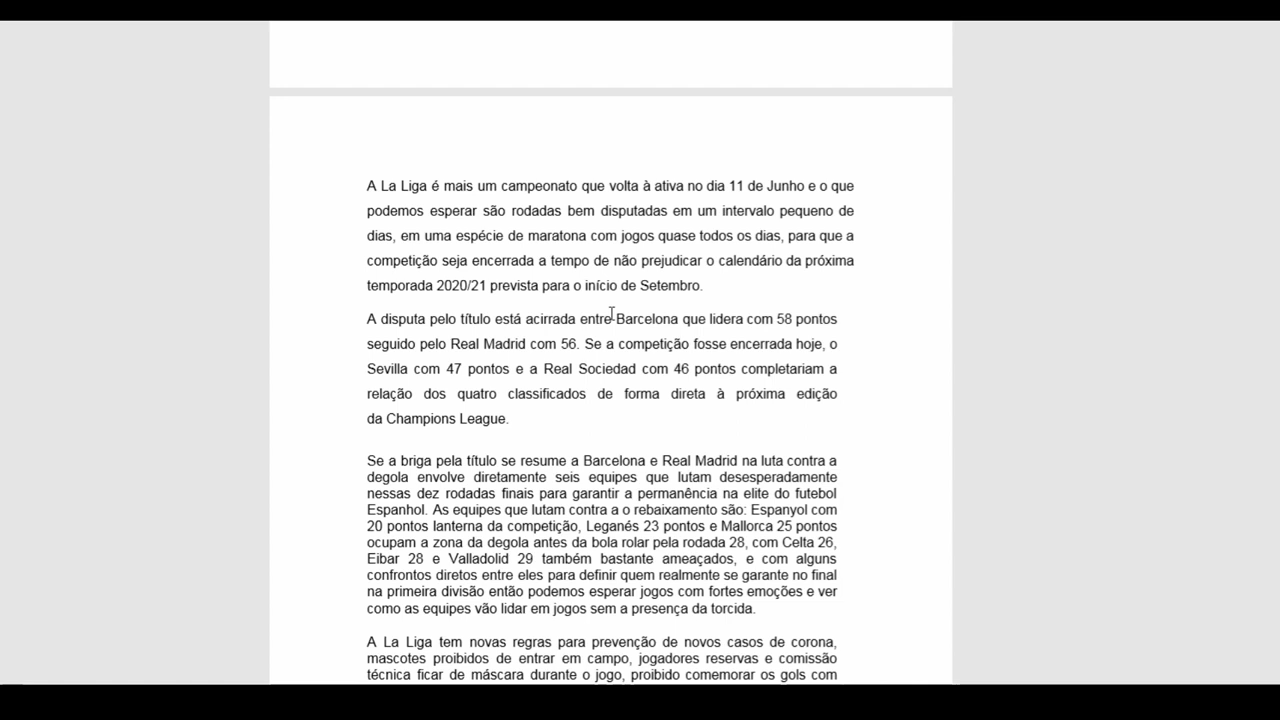 A La Liga é mais um campeonato que volta à ativa no dia 11 de Junho e o que
podemos esperar são rodadas bem disputadas em um intervalo pequeno de
dias, em uma espécie de maratona com jogos quase todos os dias, para que a
competição seja encerrada a tempo de não prejudicar o calendário da próxima
temporada 2020/21 prevista para o início de Setembro.
A disputa pelo título está acirrada entre Barcelona que lidera com 58 pontos
seguido pelo Real Madrid com 56. Se a competição fosse encerrada hoje, o
Sevilla com 47 pontos e a Real Sociedad com 46 pontos completariam a
relação dos quatro classificados de forma direta à próxima edição
da Champions League.
Se a briga pela título se resume a Barcelona e Real Madrid na luta contra a
degola envolve diretamente seis equipes que lutam desesperadamente
nessas dez rodadas finais para garantir a permanência na elite do futebol
Espanhol. As equipes que lutam contra a o rebaixamento são: Espanyol com
20 pontos lanterna da competição, Leganés 23 pontos e Mallorca 25 pontos
ocupam a zona da degola antes da bola rolar pela rodada 28, com Celta 26,
Eibar 28 e Valladolid 29 também bastante ameaçados, e com alguns
confrontos diretos entre eles para definir quem realmente se garante no final
na primeira divisão então podemos esperar jogos com fortes emoções e ver
como as equipes vão lidar em jogos sem a presença da torcida.
A La Liga tem novas regras para prevenção de novos casos de corona,
mascotes proibidos de entrar em campo, jogadores reservas e comissão
técnica ficar de máscara durante o jogo, proibido comemorar os gols com